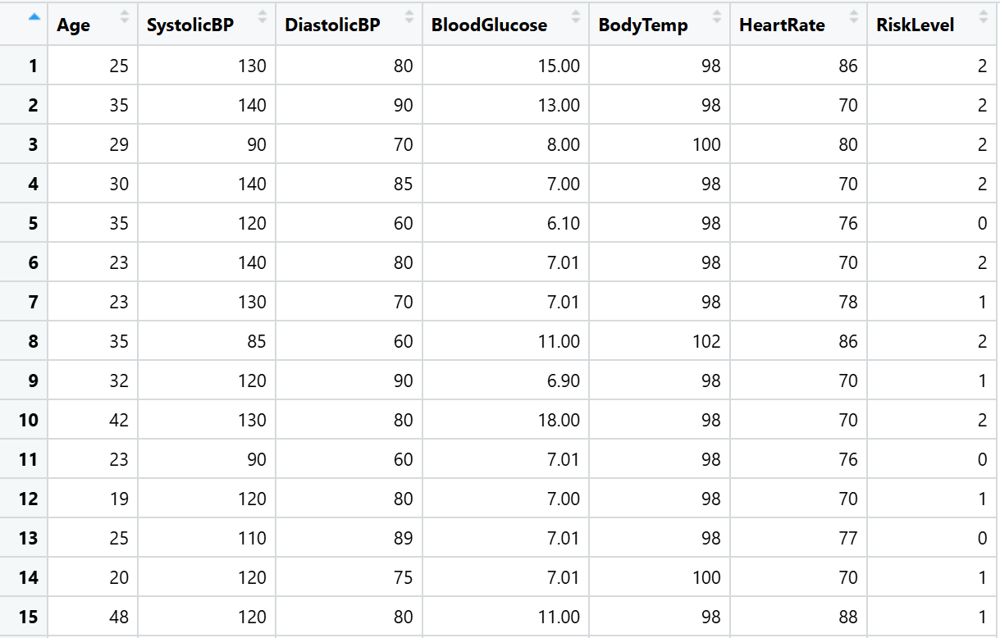 Age SystolicBP DiastolicBP BloodGlucose BodyTemp HeartRate RiskLevel
1 25 130 80 15.00 98 86 2
2 35 140 90 13.00 98 70 2
3 29 90 70 8.00 100 80 2
4 30 140 85 7.00 98 70 2
5 35 120 60 6.10 98 76 0
6 23 140 80 7.01 98 70 2
7 23 130 70 7.01 98 78 1
8 35 85 60 11.00 102 86 2
9 32 120 90 6.90 98 70 1
10 42 130 80 18.00 98 70 2
11 23 90 60 7.01 98 76 0
12 19 120 80 7.00 98 70 1
13 25 110 89 7.01 98 77 0
14 20 120 75 7.01 100 70 1
15 48 120 80 11.00 98 88 1